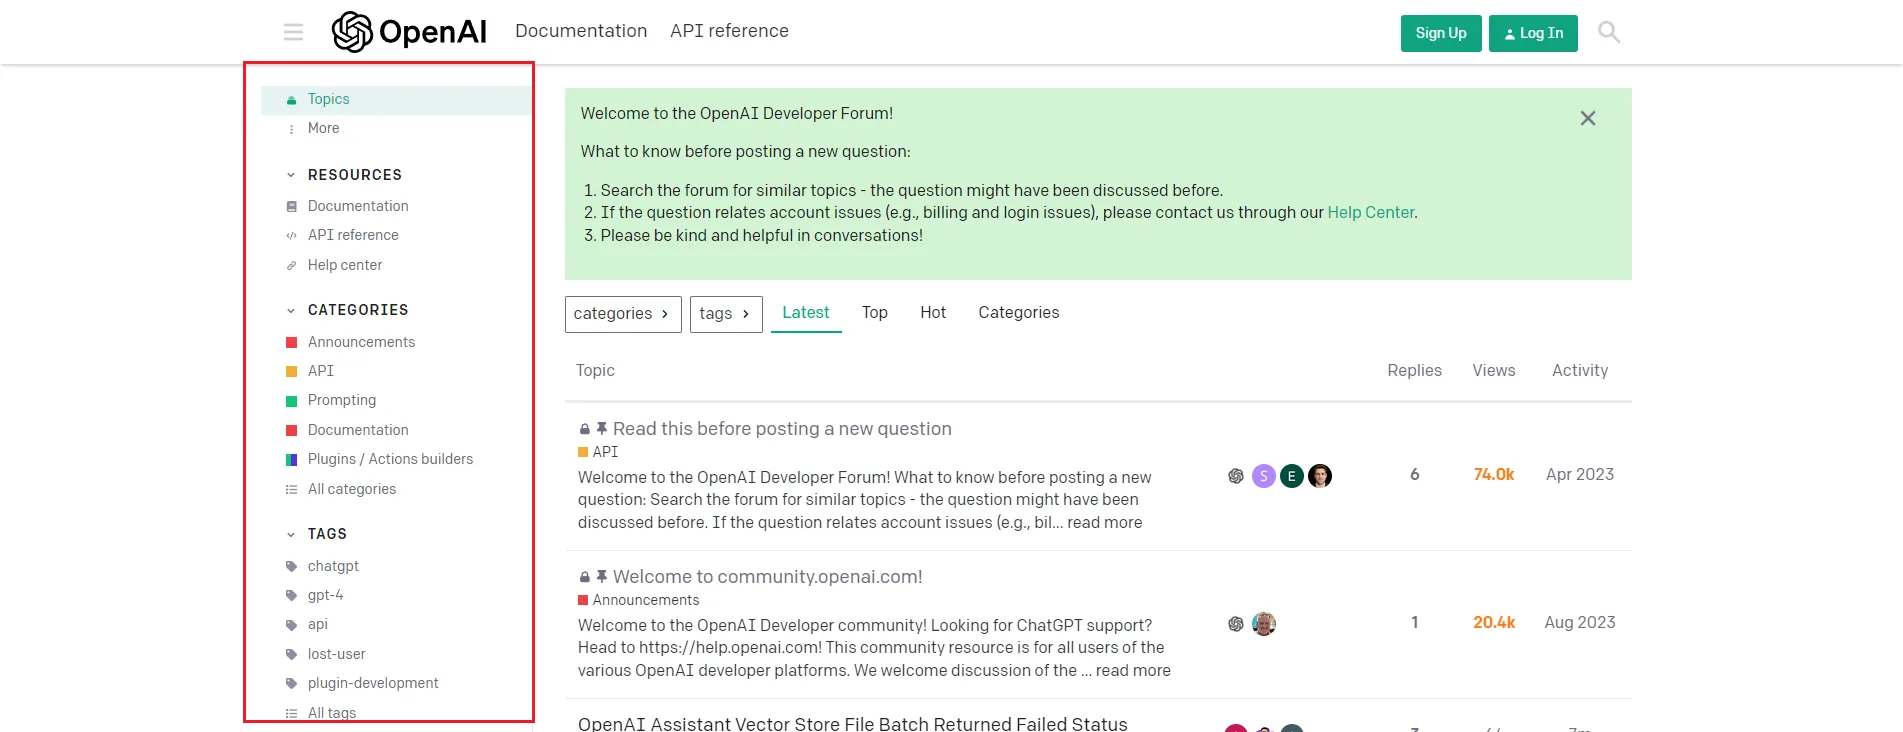 OpenAI Documentation API reference Sign Up Log In
Topics
More
RESOURCES
Documentation
API reference
Help center
CATEGORIES
Announcements
API
Prompting
Documentation
Plugins / Actions builders
All categories
TAGS
chatgpt
gpt-4
api
lost-user
plugin-development
All tags
Welcome to the OpenAI Developer Forum!
What to know before posting a new question:
1. Search the forum for similar topics - the question might have been discussed before.
2. If the question relates account issues (e.g., billing and login issues), please contact us through our Help Center.
3. Please be kind and helpful in conversations!
categories tags Latest Top Hot Categories
Topic Replies Views Activity
Read this before posting a new question
API
Welcome to the OpenAI Developer Forum! What to know before posting a new
question: Search the forum for similar topics - the question might have been
discussed before. If the question relates account issues (e.g., bil... read more
S E 6 74.0k Apr 2023
Welcome to community.openai.com!
Announcements
Welcome to the OpenAI Developer community! Looking for ChatGPT support?
Head to https://help.openai.com! This community resource is for all users of the
various OpenAI developer platforms. We welcome discussion of the ... read more
1 20.4k Aug 2023
OpenAI Assistant Vector Store File Batch Returned Failed Status